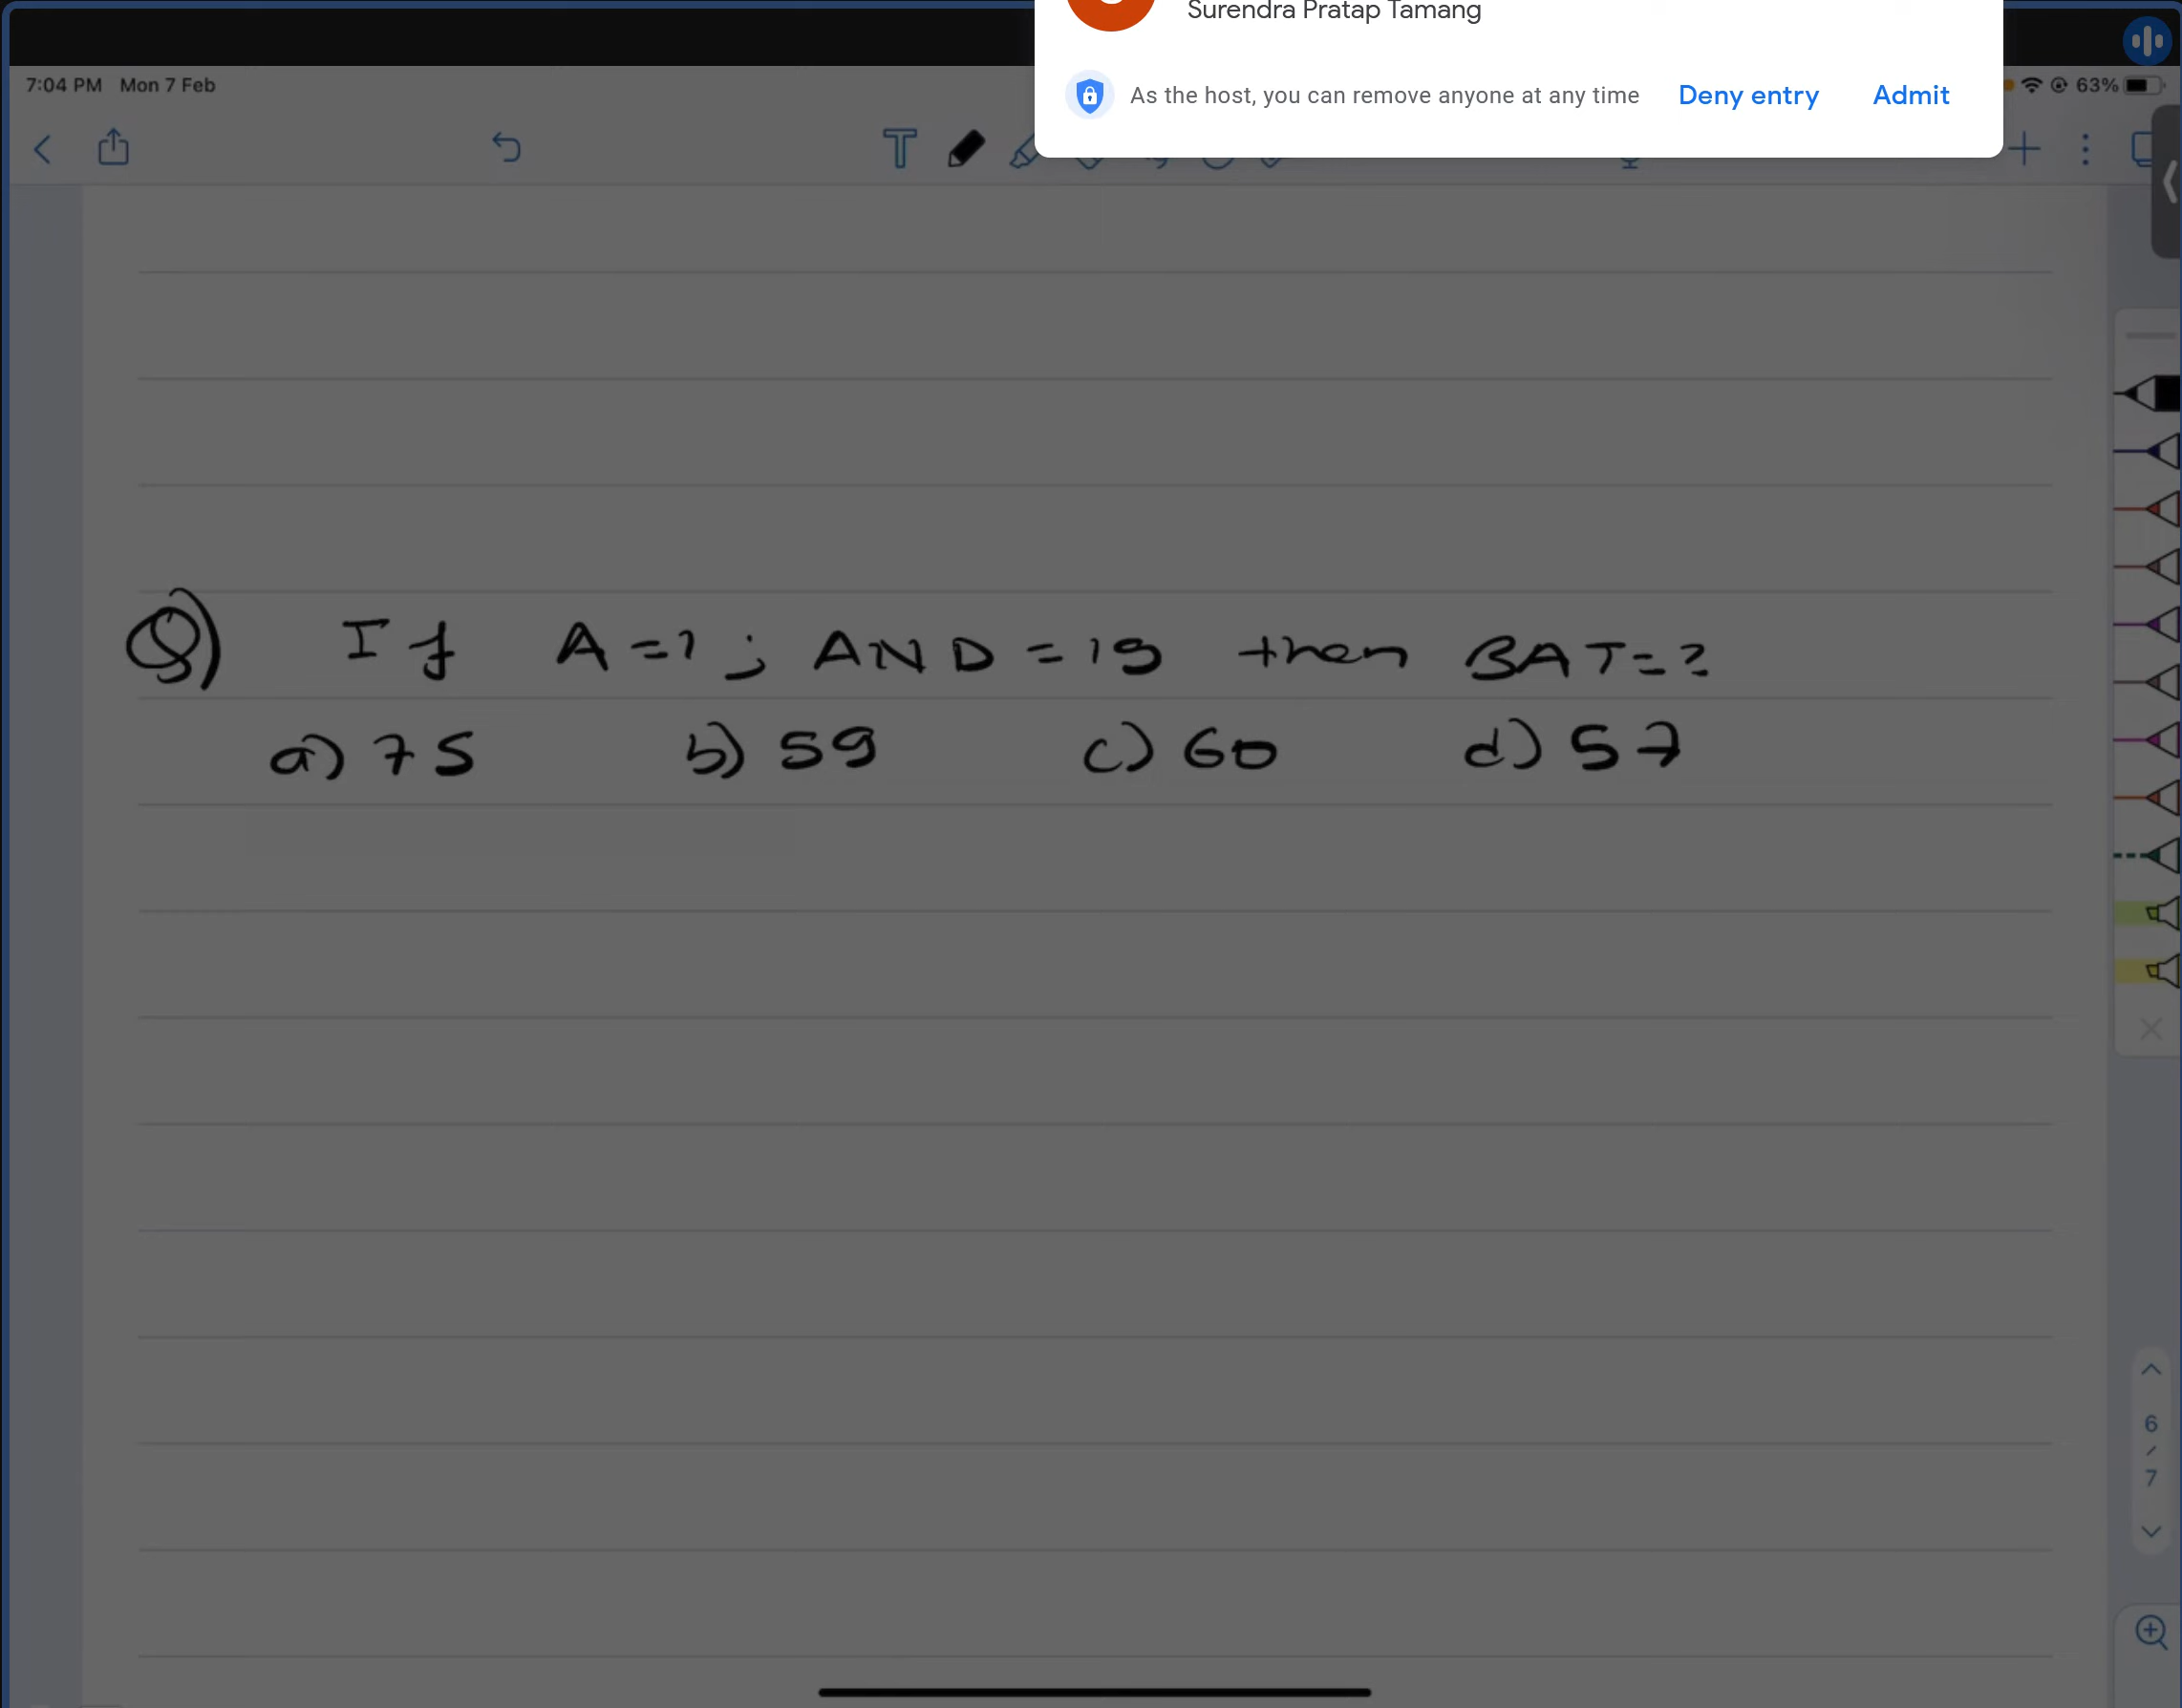 Surendra Pratap Tamang
7:04 PM Mon 7 Feb
63%
As the host, you can remove anyone at any time Deny entry Admit
T
Q) If A=1; AND=19 then BAT=?
a) 75 b) 59 c) 60 d) 57
6
/
7